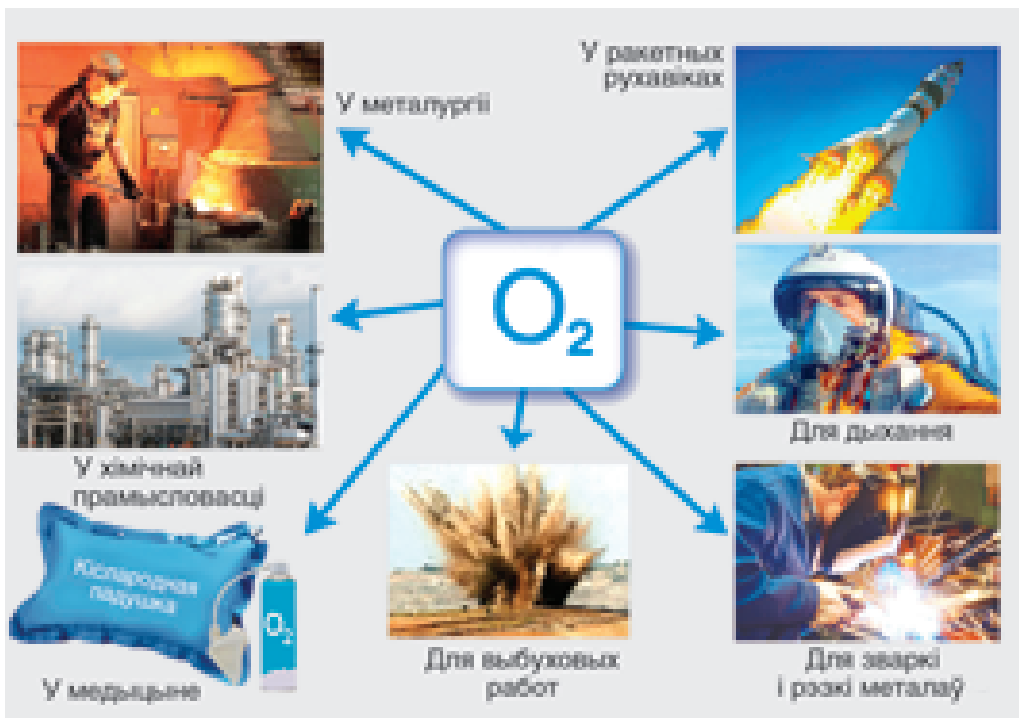 У металургіі
У ракетных
рухавіках
O₂
Для дыхання
У хімічнай
прамысловасці
Кіслародная
падушка
O₂
У медыцыне
Для выбуховых
работ
Для зваркі
і рэзкі металаў